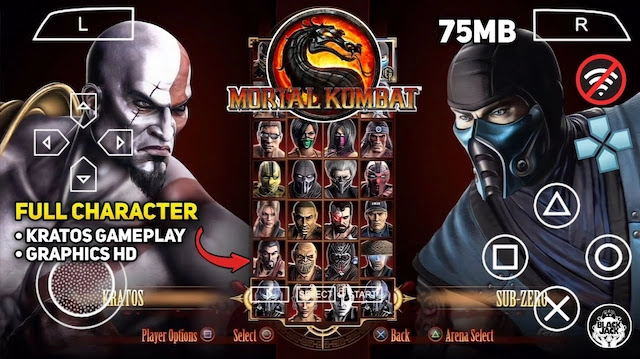 L
75MB
R
MORTAL KOMBAT
FULL CHARACTER
• KRATOS GAMEPLAY
• GRAPHICS HD
KRATOS
SELECT
START
SUB-ZERO
Player Options
Select
Back
Arena Select
BLACK JACK